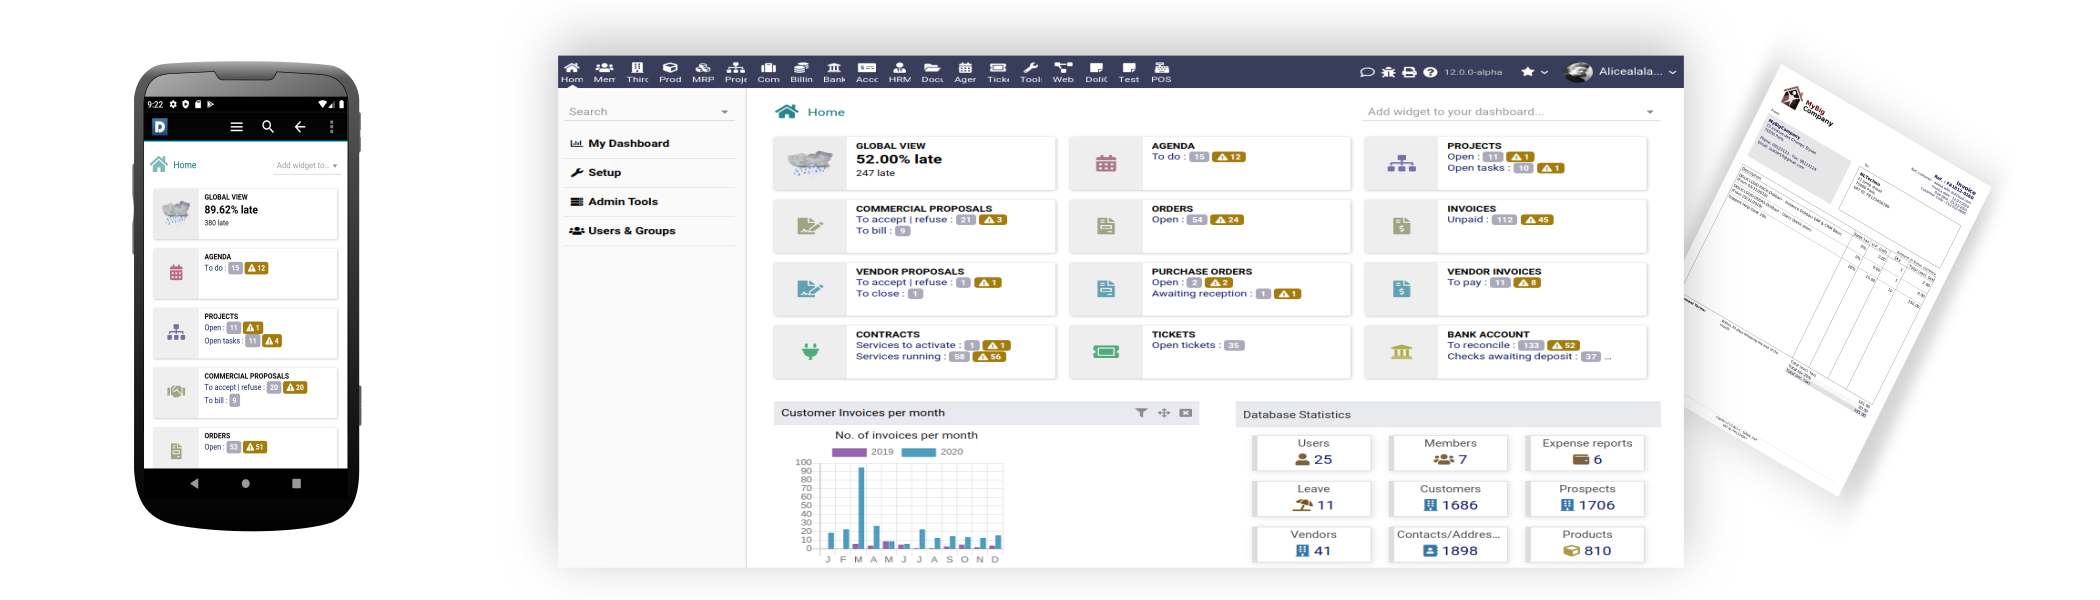 9:22
D
Home
Add widget to...
GLOBAL VIEW
89.62% late
380 late
AGENDA
To do : 15 12
PROJECTS
Open : 11 1
Open tasks : 11 4
COMMERCIAL PROPOSALS
To accept | refuse : 20 20
To bill : 9
ORDERS
Open : 53 51
Hom Mem Thirc Prod MRP Proje Com Billin Bank Acco HRM Docu Agen Ticke Tools Web DoliC Test POS
12.0.0-alpha
Alicealala...
Search
My Dashboard
Setup
Admin Tools
Users & Groups
Home
Add widget to your dashboard...
GLOBAL VIEW
52.00% late
247 late
AGENDA
To do : 15 12
PROJECTS
Open : 11 1
Open tasks : 10 1
COMMERCIAL PROPOSALS
To accept | refuse : 21 3
To bill : 9
ORDERS
Open : 54 24
INVOICES
Unpaid : 112 45
VENDOR PROPOSALS
To accept | refuse : 1 1
To close : 1
PURCHASE ORDERS
Open : 2 2
Awaiting reception : 1 1
VENDOR INVOICES
To pay : 11 8
CONTRACTS
Services to activate : 1 1
Services running : 58 56
TICKETS
Open tickets : 35
BANK ACCOUNT
To reconcile : 133 52
Checks awaiting deposit : 37 ...
Customer Invoices per month
No. of invoices per month
2019 2020
100
90
80
70
60
50
40
30
20
10
0
J F M A M J J A S O N D
Database Statistics
Users
25
Members
7
Expense reports
6
Leave
11
Customers
1686
Prospects
1706
Vendors
41
Contacts/Addres...
1898
Products
810
MyBig
Company
MyBigCompany
Invoice